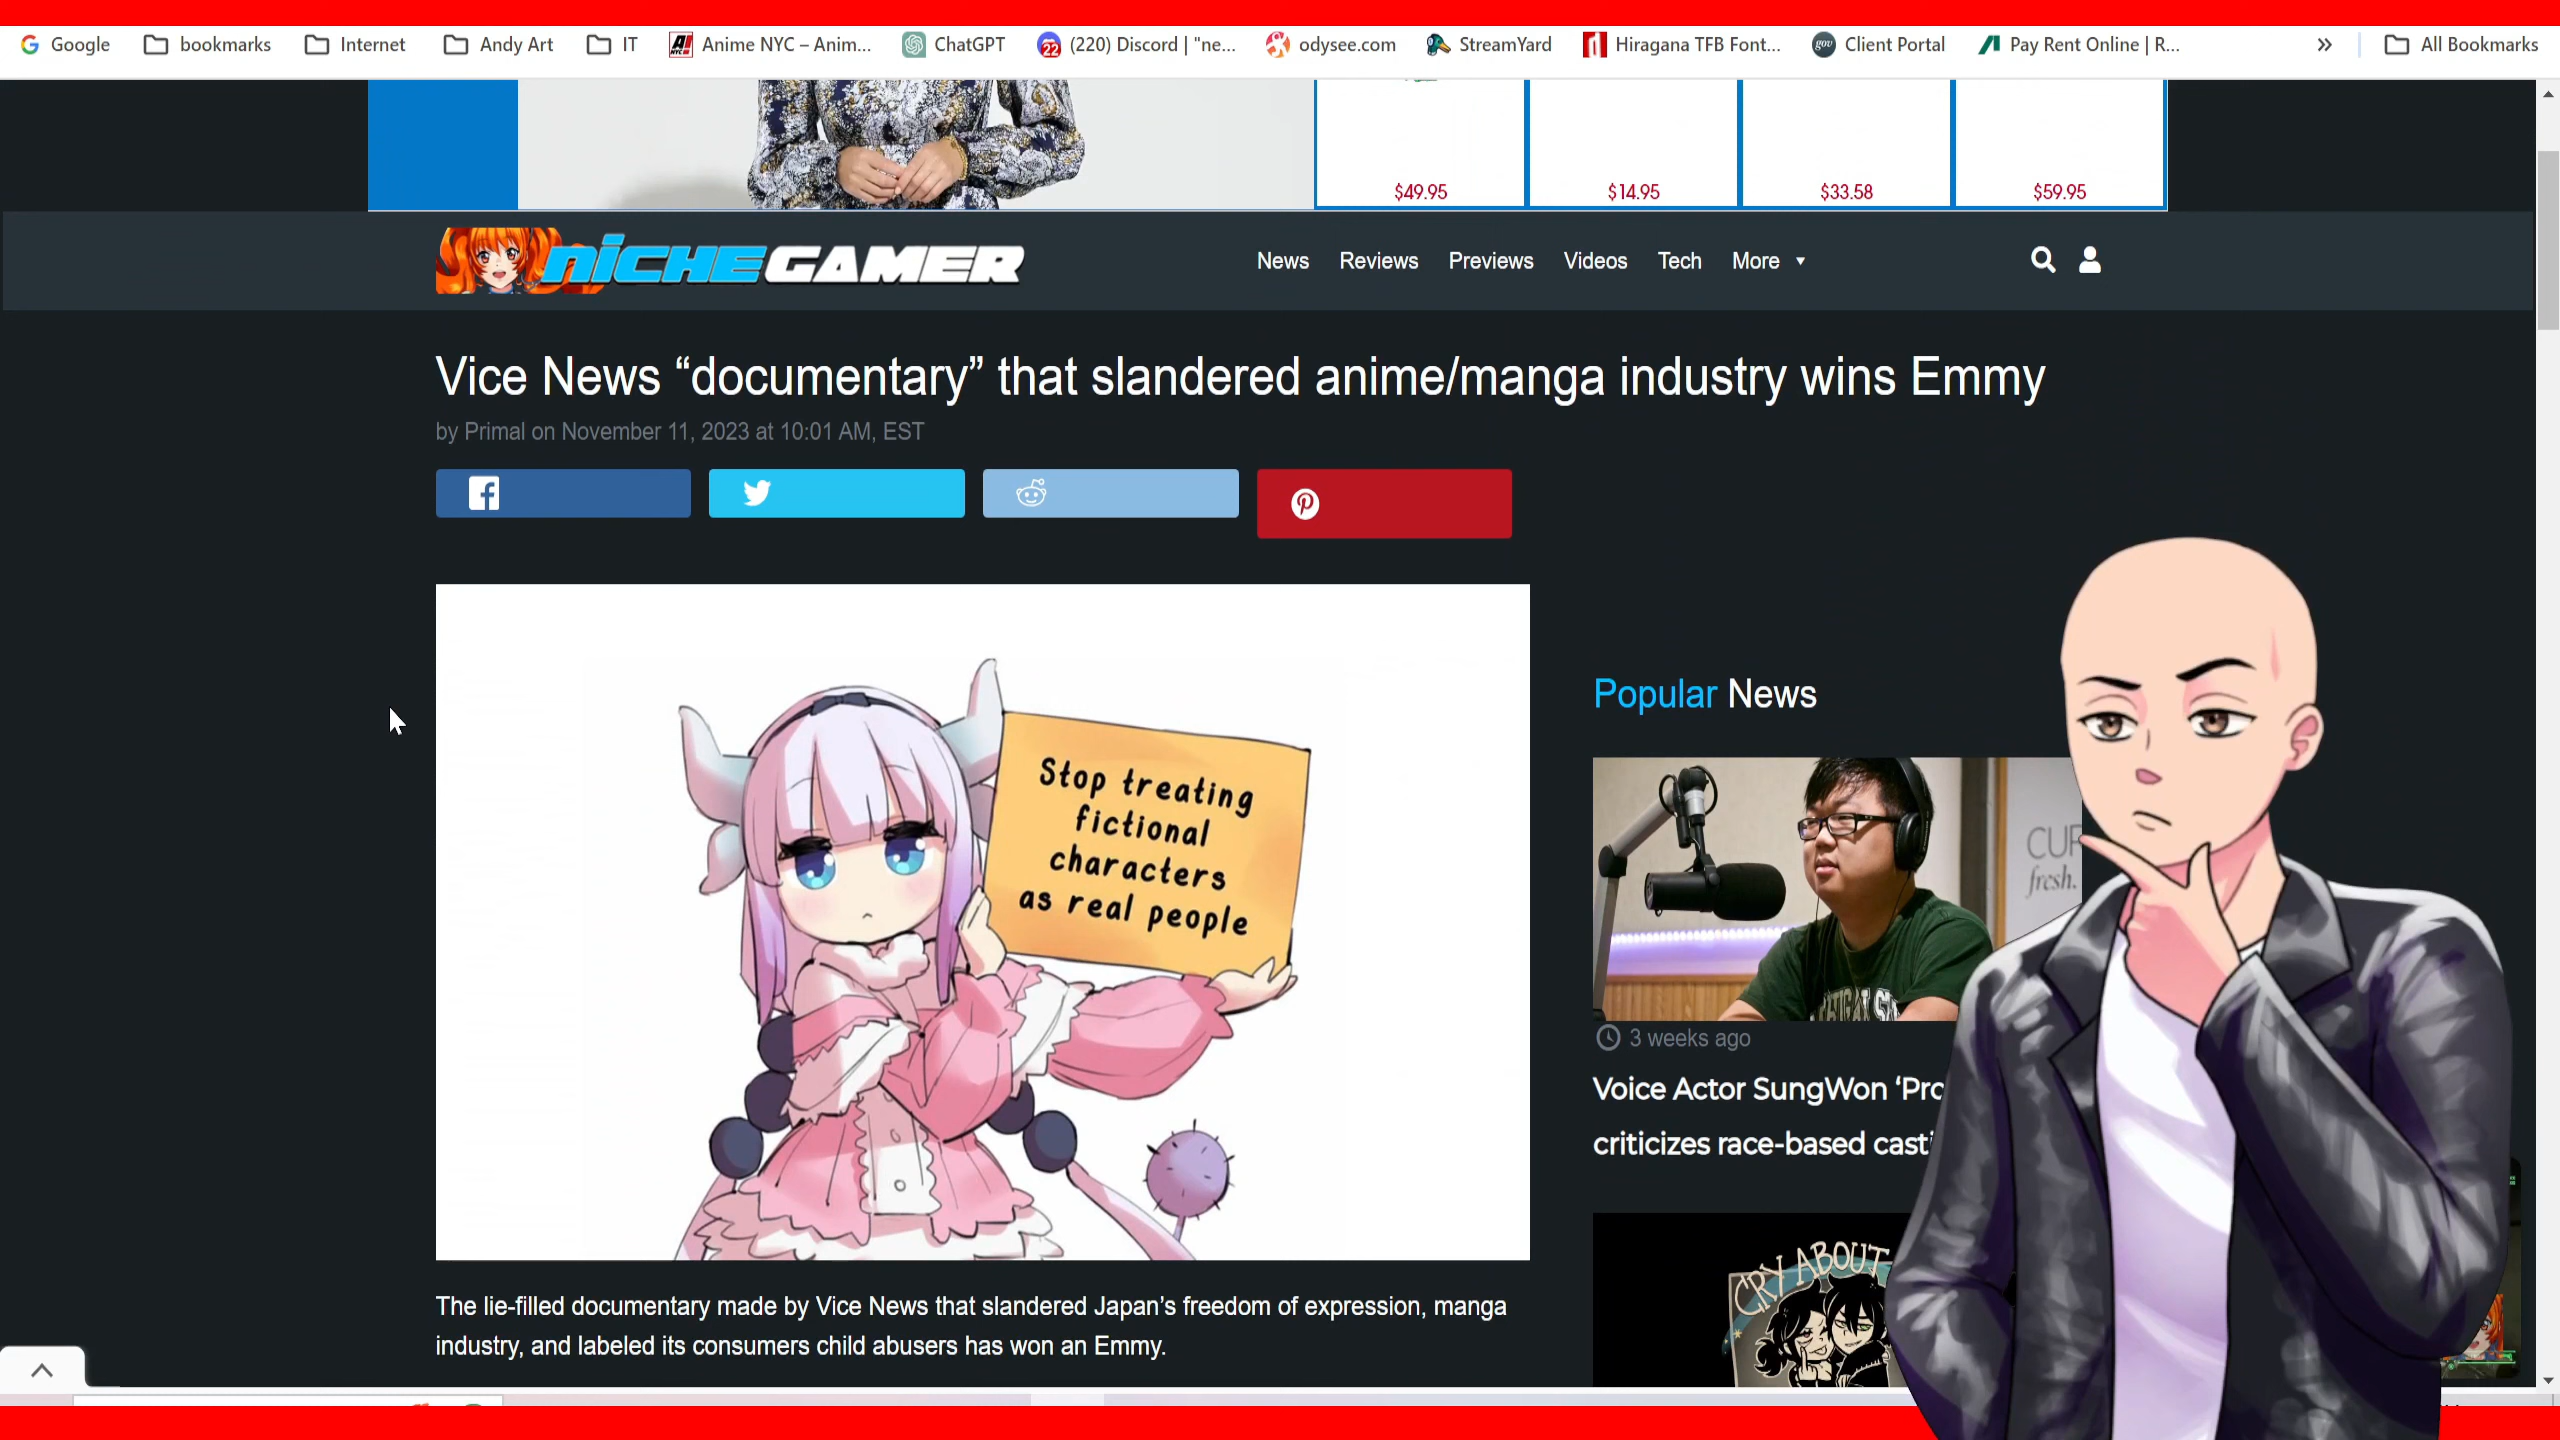 Google
bookmarks
Internet
Andy Art
IT
Anime NYC – Anim...
ChatGPT
(220) Discord | "ne...
odysee.com
StreamYard
Hiragana TFB Font...
Client Portal
Pay Rent Online | R...
»
All Bookmarks
$49.95
$14.95
$33.58
$59.95
NICHEGAMER
News
Reviews
Previews
Videos
Tech
More
Vice News “documentary” that slandered anime/manga industry wins Emmy
by Primal on November 11, 2023 at 10:01 AM, EST
Stop treating
fictional
characters
as real people
Popular News
fresh.
3 weeks ago
Voice Actor SungWon
criticizes race-based
CRY ABOUT
The lie-filled documentary made by Vice News that slandered Japan’s freedom of expression, manga
industry, and labeled its consumers child abusers has won an Emmy.